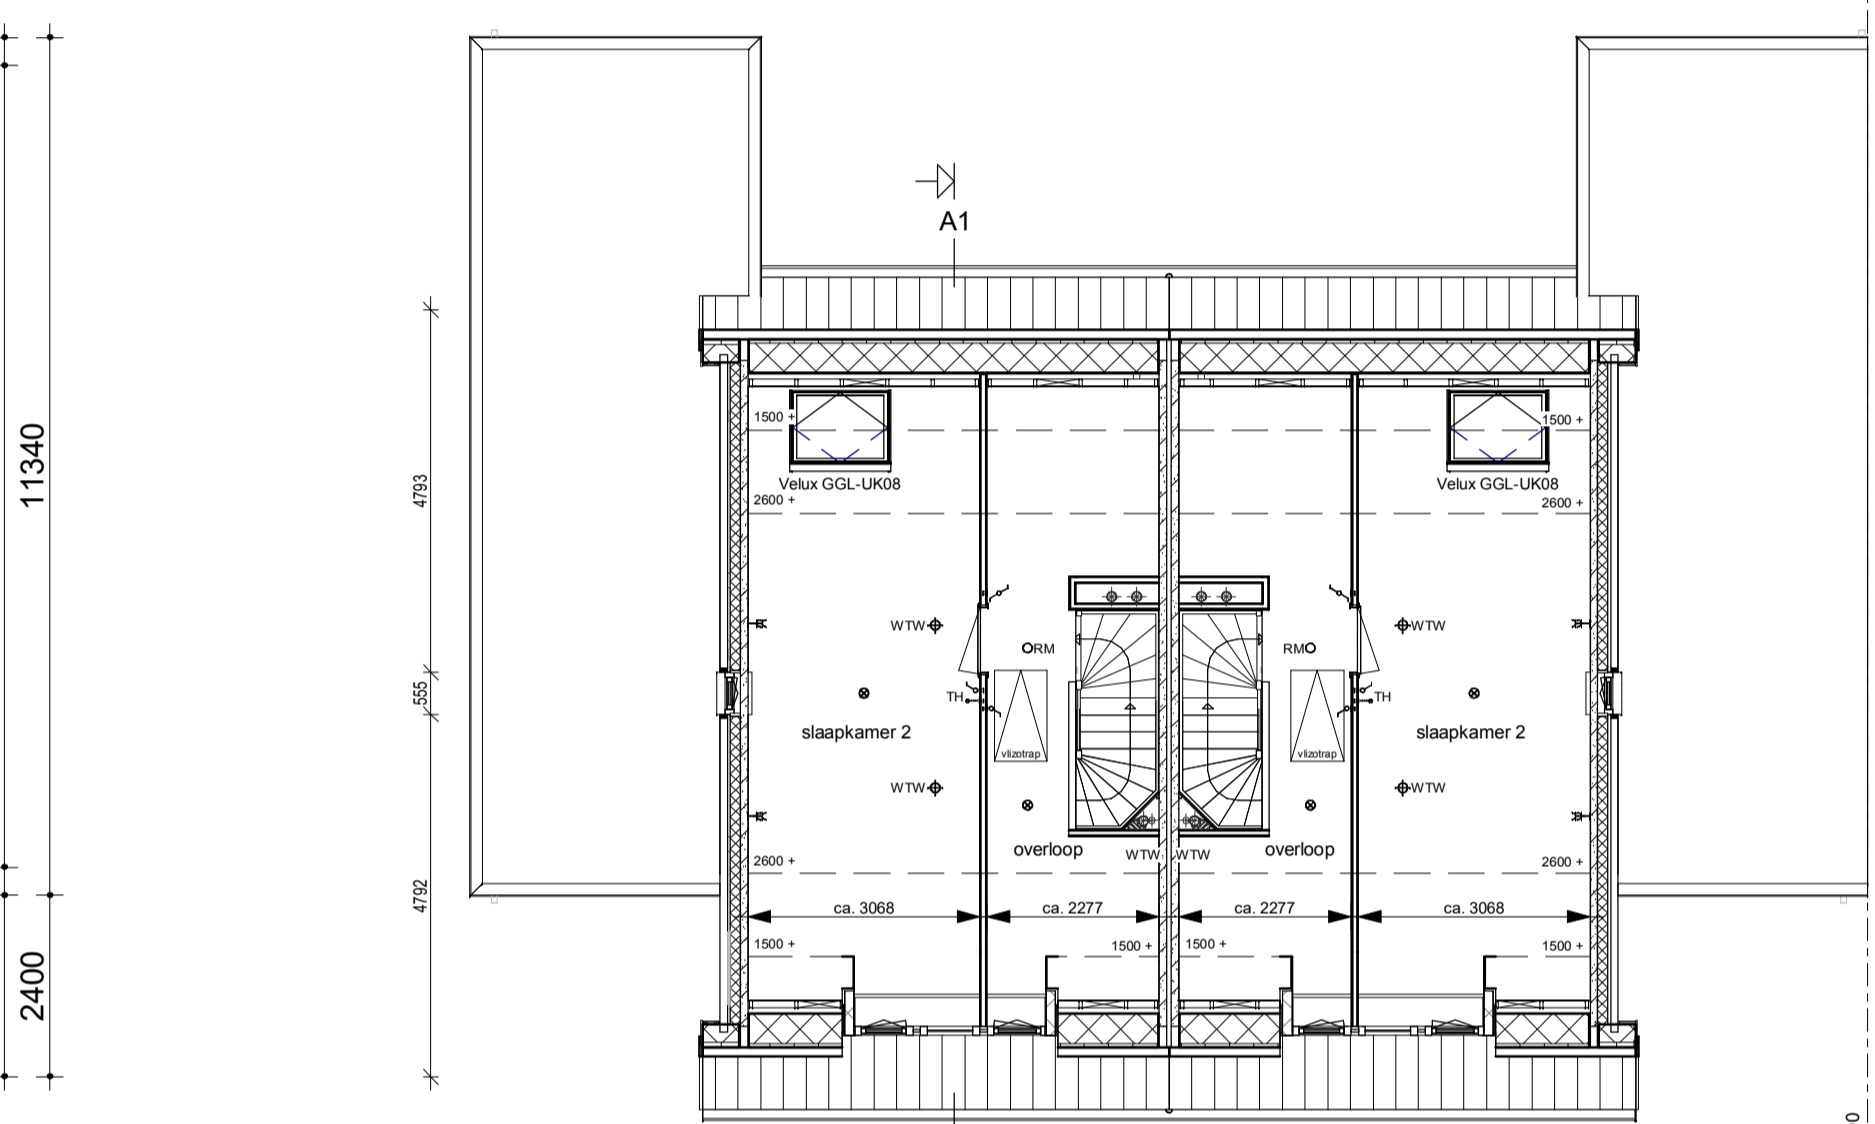 A1
11340
2400
4793
555
4792
1500 +
1500 +
Velux GGL-UK08
Velux GGL-UK08
2600 +
2600 +
WTW
WTW
RM
RM
TH
TH
slaapkamer 2
slaapkamer 2
vlizotrap
vlizotrap
WTW
WTW
overloop
WTW
WTW
overloop
2600 +
2600 +
ca. 3068
ca. 2277
ca. 2277
ca. 3068
1500 +
1500 +
1500 +
1500 +
0